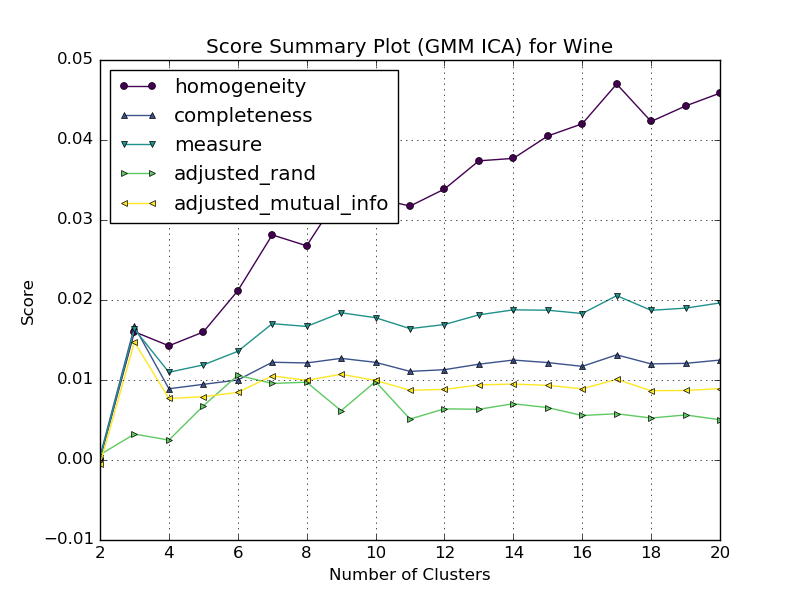 Score Summary Plot (GMM ICA) for Wine
0.05
0.04
0.03
0.02
0.01
0.00
−0.01
Score
homogeneity
completeness
measure
adjusted_rand
adjusted_mutual_info
2 4 6 8 10 12 14 16 18 20
Number of Clusters